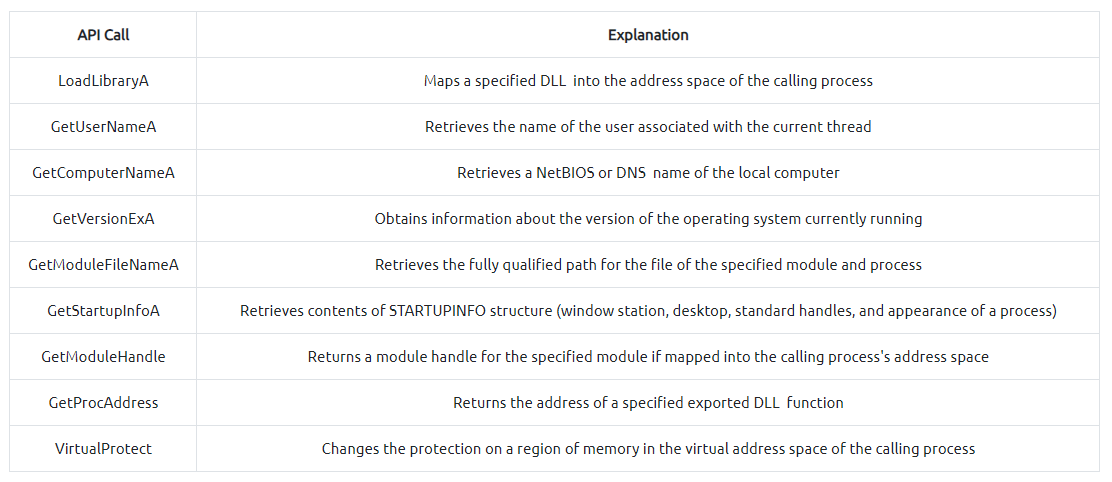 API Call Explanation
LoadLibraryA Maps a specified DLL into the address space of the calling process
GetUserNameA Retrieves the name of the user associated with the current thread
GetComputerNameA Retrieves a NetBIOS or DNS name of the local computer
GetVersionExA Obtains information about the version of the operating system currently running
GetModuleFileNameA Retrieves the fully qualified path for the file of the specified module and process
GetStartupInfoA Retrieves contents of STARTUPINFO structure (window station, desktop, standard handles, and appearance of a process)
GetModuleHandle Returns a module handle for the specified module if mapped into the calling process's address space
GetProcAddress Returns the address of a specified exported DLL function
VirtualProtect Changes the protection on a region of memory in the virtual address space of the calling process